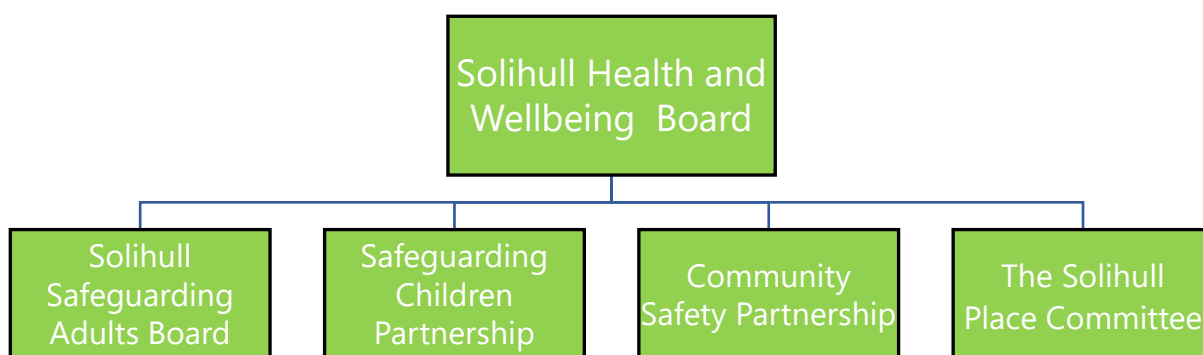 Solihull Health and
Wellbeing  Board
Solihull
Safeguarding
Adults Board
Safeguarding
Children
Partnership
Community
Safety Partnership
The Solihull
Place Committee